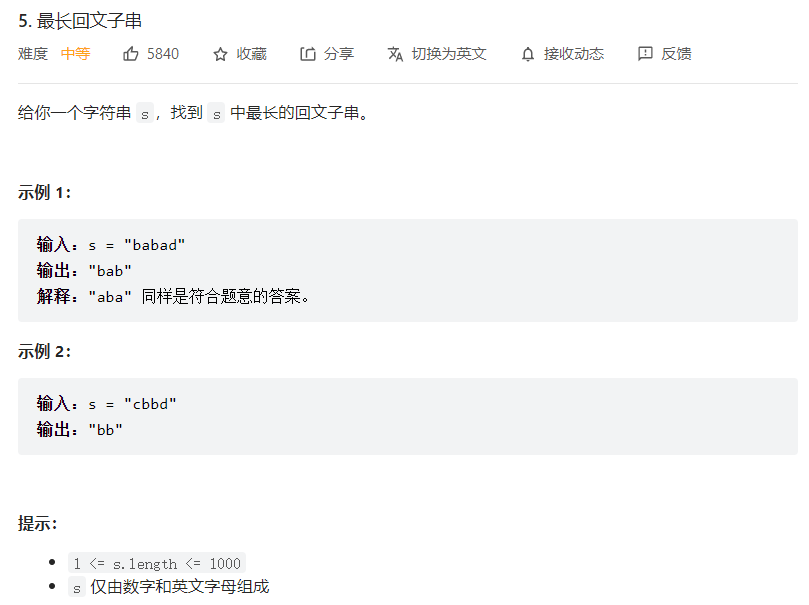 5. 最长回文子串
难度 中等 5840 收藏 分享 切换为英文 接收动态 反馈
给你一个字符串 s，找到 s 中最长的回文子串。
示例 1：
输入：s = "babad"
输出："bab"
解释："aba" 同样是符合题意的答案。
示例 2：
输入：s = "cbbd"
输出："bb"
提示：
1 <= s.length <= 1000
s 仅由数字和英文字母组成